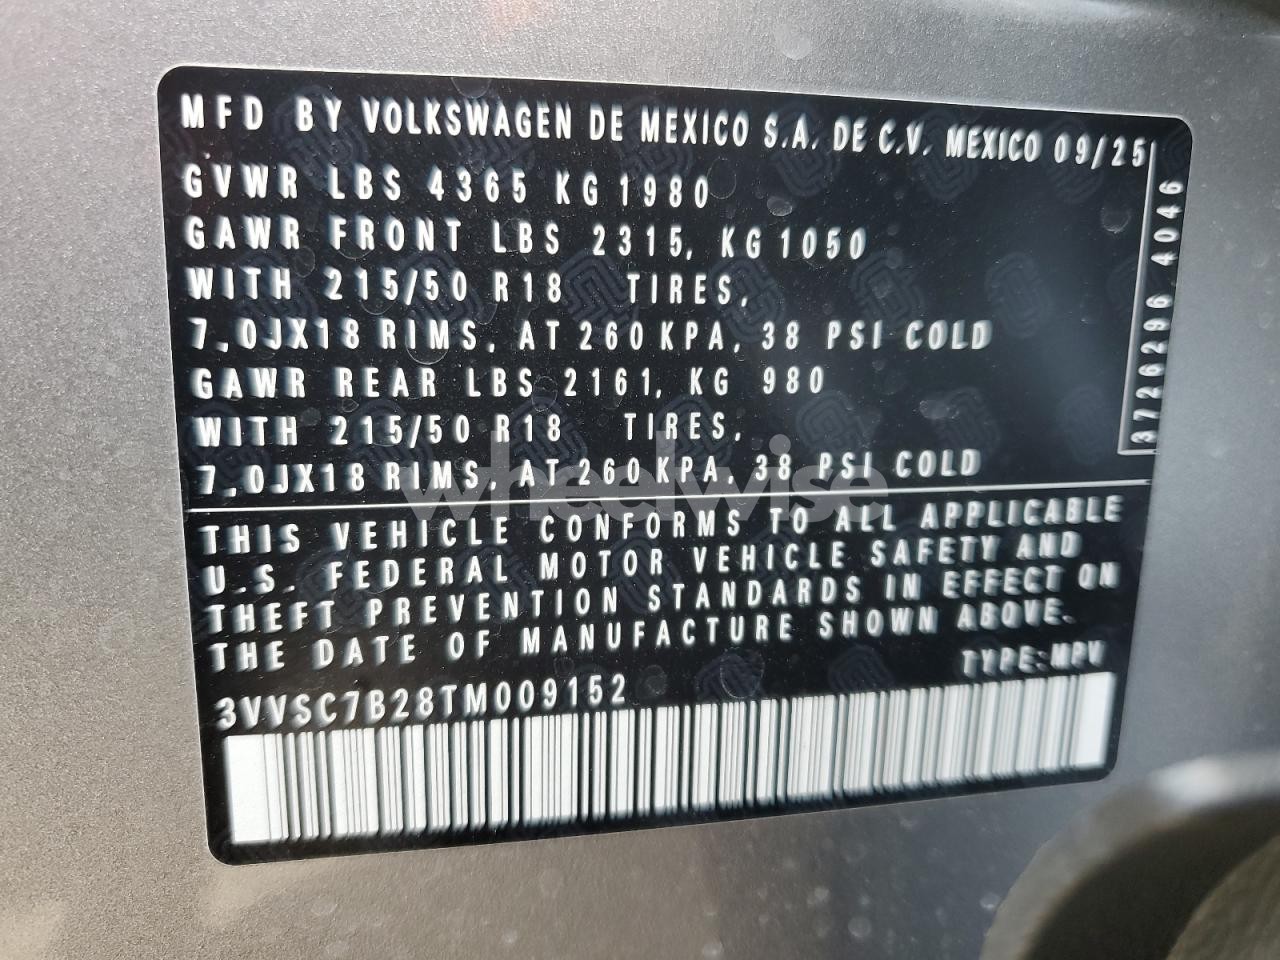 MFD BY VOLKSWAGEN DE MEXICO S.A. DE C.V. MEXICO 09/25
GVWR LBS 4365 KG 1980
GAWR FRONT LBS 2315, KG 1050
WITH 215/50 R18 TIRES,
7.0JX18 RIMS, AT 260 KPA, 38 PSI COLD
GAWR REAR LBS 2161, KG 980
WITH 215/50 R18 TIRES,
7.0JX18 RIMS, AT 260 KPA, 38 PSI COLD
THIS VEHICLE CONFORMS TO ALL APPLICABLE
U.S. FEDERAL MOTOR VEHICLE SAFETY AND
THEFT PREVENTION STANDARDS IN EFFECT ON
THE DATE OF MANUFACTURE SHOWN ABOVE.
TYPE:MPV
3VVSC7B28TM009152
3726296 4046
wheelwise